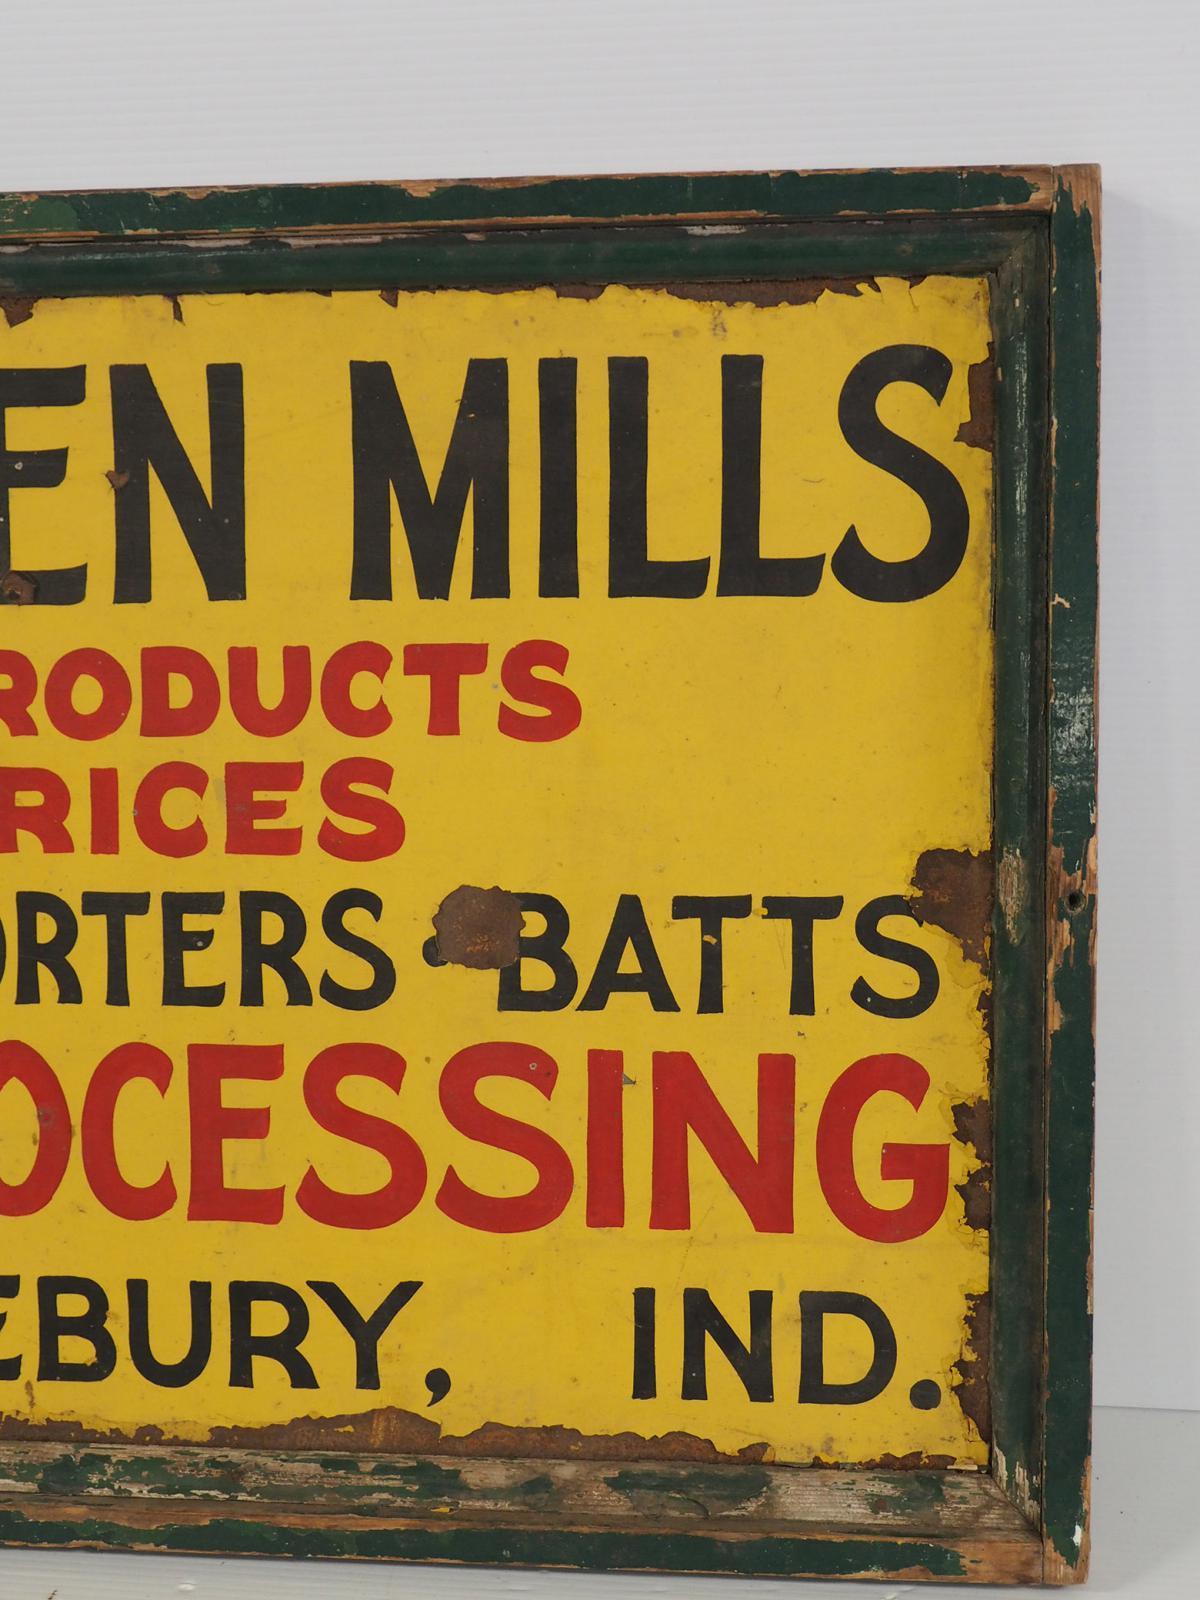 EN MILLS
RODUCTS
RICES
ORTERS BATTS
OCESSING
EBURY, IND.